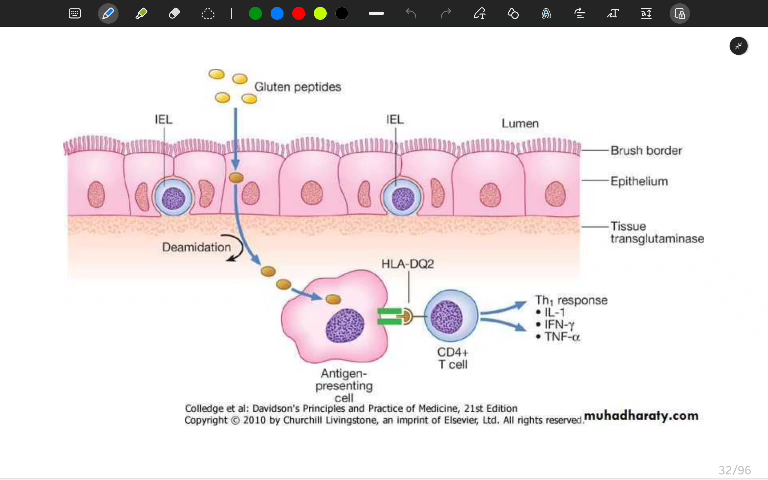 Gluten peptides
IEL
IEL
Lumen
Brush border
Epithelium
Tissue
transglutaminase
Deamidation
HLA-DQ2
Th1 response
• IL-1
• IFN-γ
• TNF-α
CD4+
T cell
Antigen-
presenting
cell
Colledge et al: Davidson's Principles and Practice of Medicine, 21st Edition
Copyright © 2010 by Churchill Livingstone, an imprint of Elsevier, Ltd. All rights reserved.
muhadharaty.com
32/96